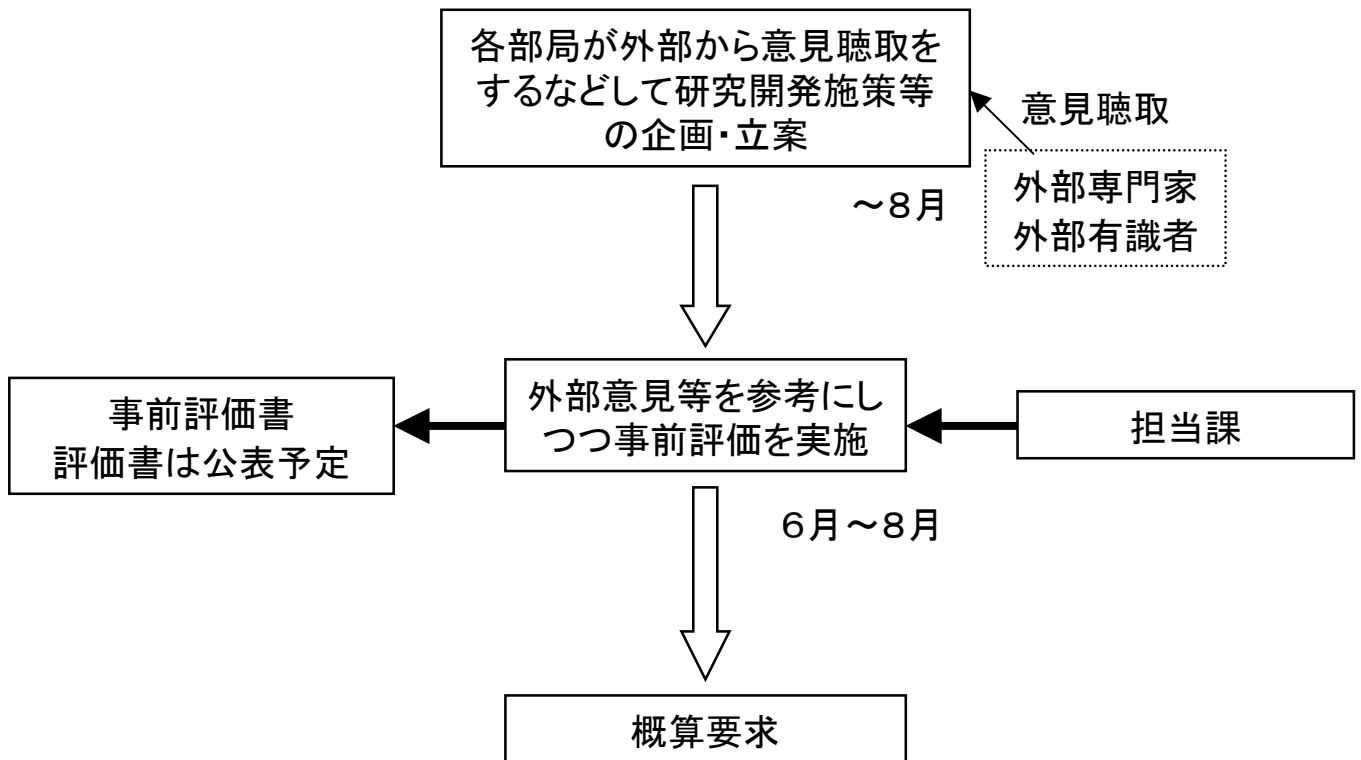 各部局が外部から意見聴取を
するなどして研究開発施策等
の企画・立案
意見聴取
外部専門家
外部有識者
～８月
事前評価書
評価書は公表予定
外部意見等を参考にし
つつ事前評価を実施
担当課
６月～８月
概算要求